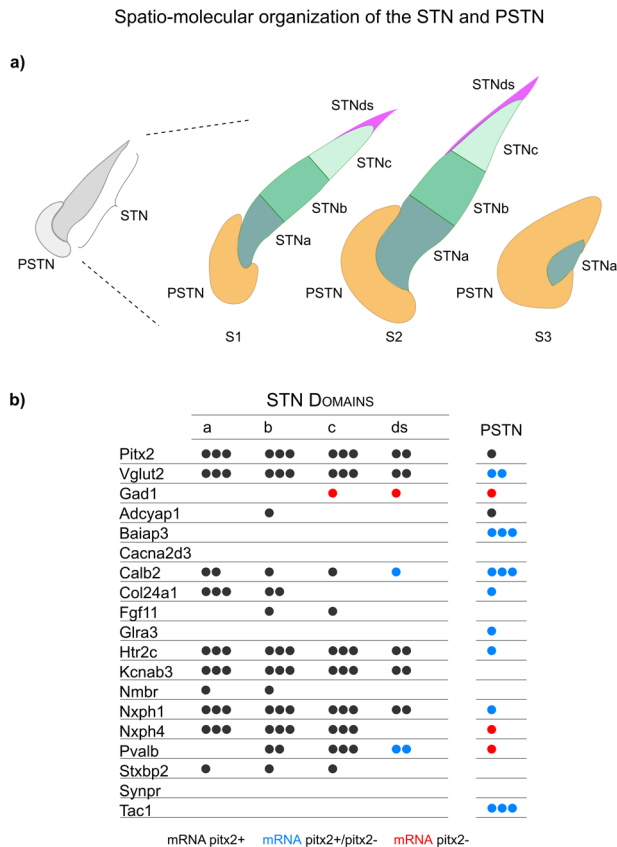 Spatio-molecular organization of the STN and PSTN
a)
STNds
STNc
STNb
STNa
PSTN
S1
STNds
STNc
STNb
STNa
PSTN
S2
STNa
PSTN
S3
STN
PSTN
b)
STN DOMAINS
a b c ds PSTN
Pitx2
Vglut2
Gad1
Adcyap1
Baiap3
Cacna2d3
Calb2
Col24a1
Fgf11
Glra3
Htr2c
Kcnab3
Nmbr
Nxph1
Nxph4
Pvalb
Stxbp2
Synpr
Tac1
mRNA pitx2+ mRNA pitx2+/pitx2- mRNA pitx2-